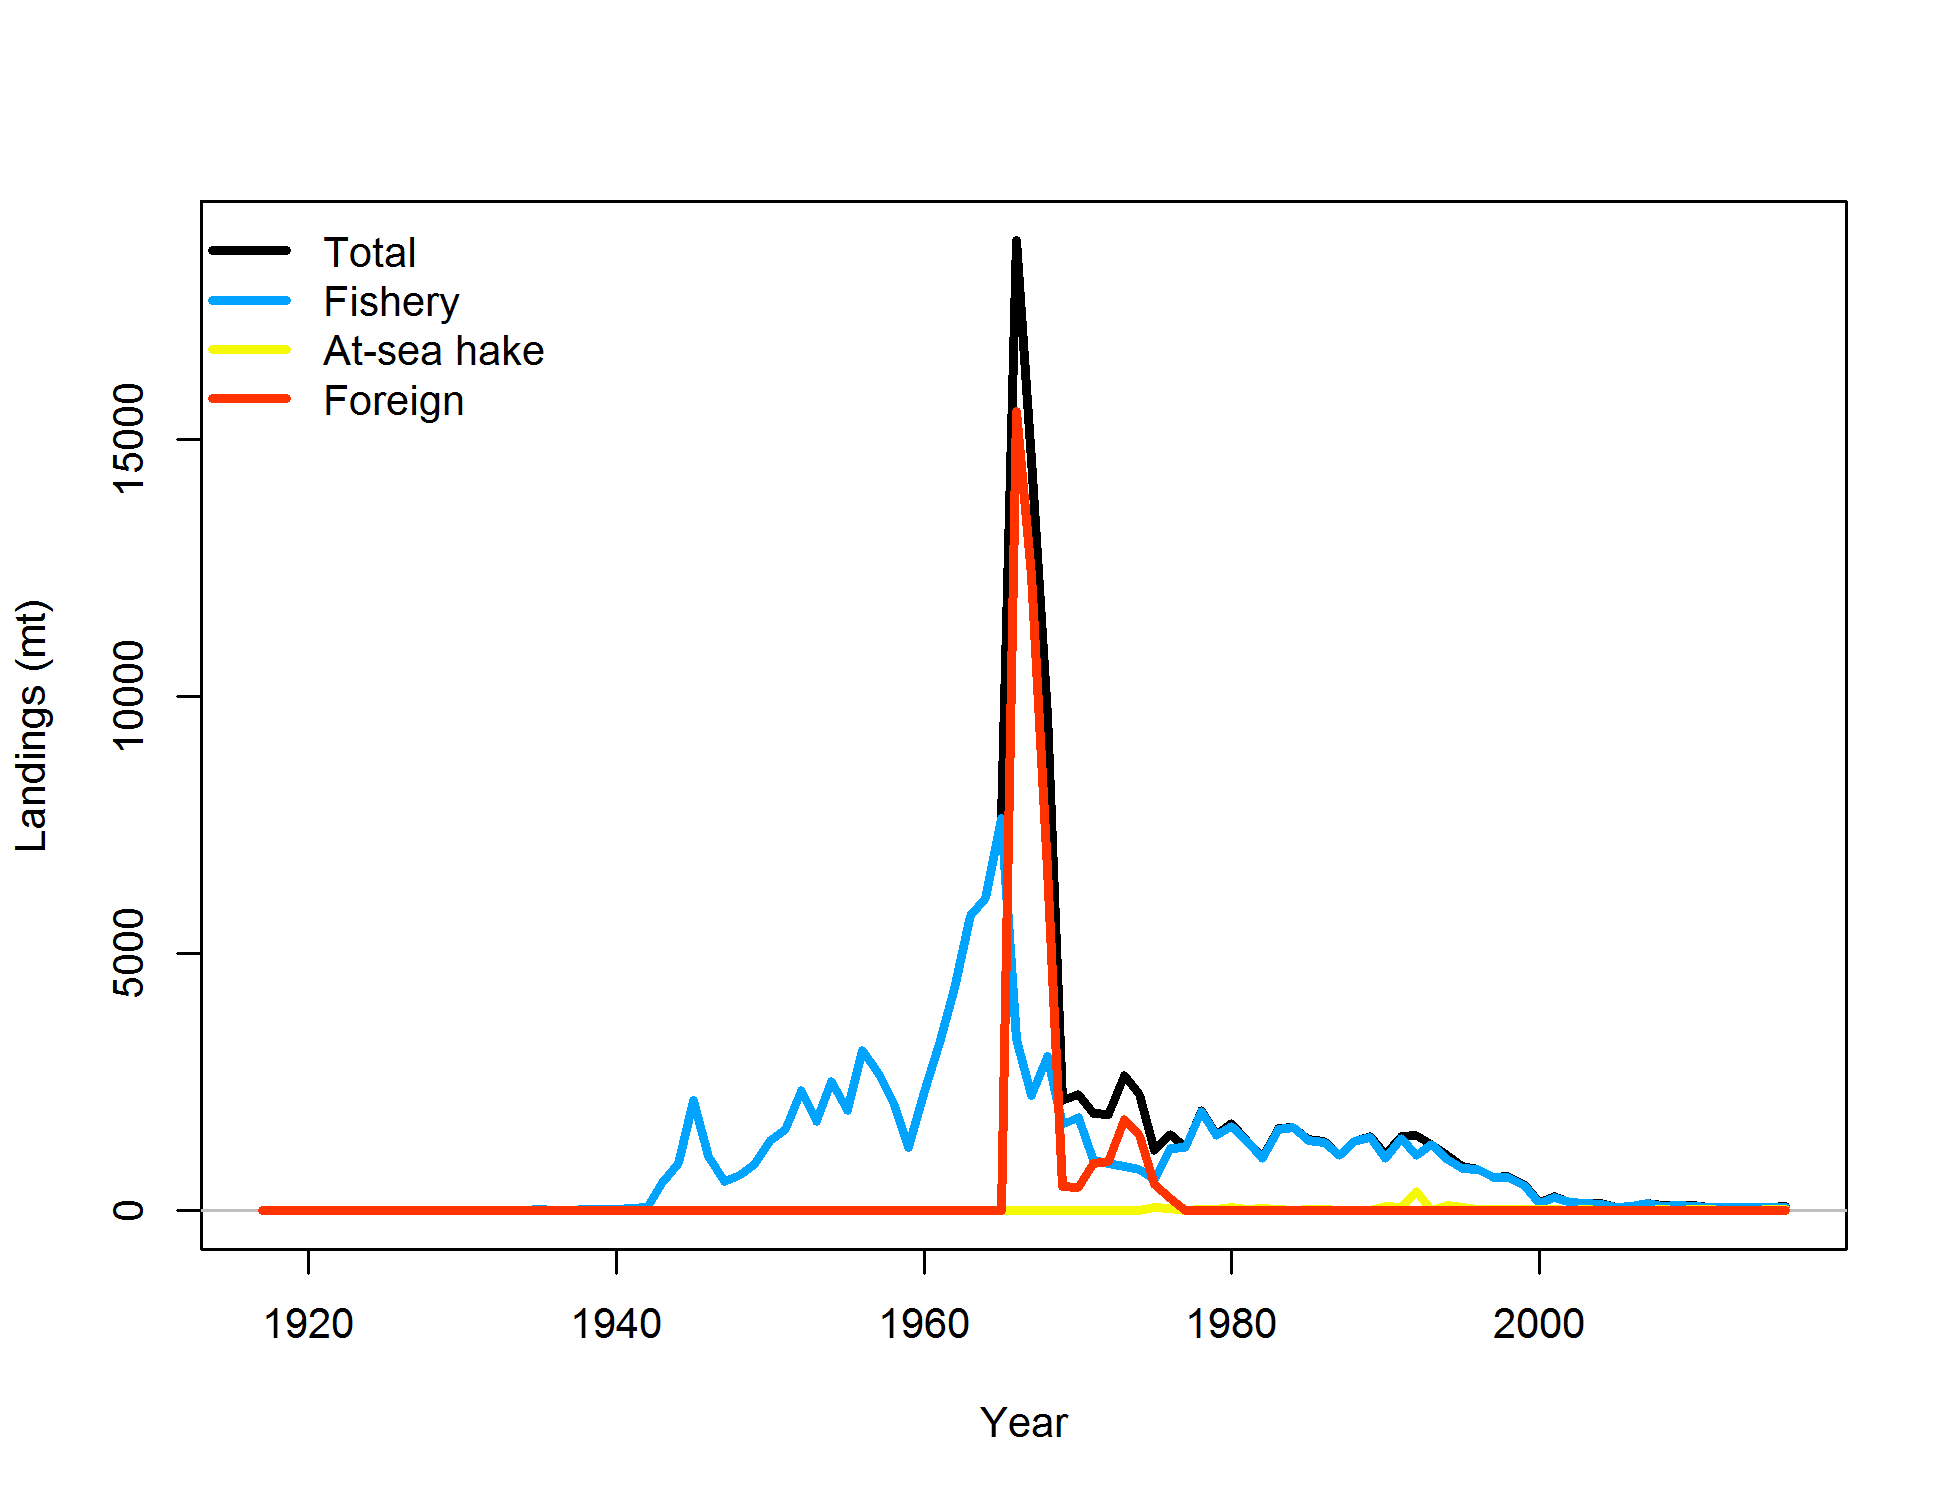 Total
Fishery
At-sea hake
Foreign
15000
10000
5000
0
Landings (mt)
1920 1940 1960 1980 2000
Year